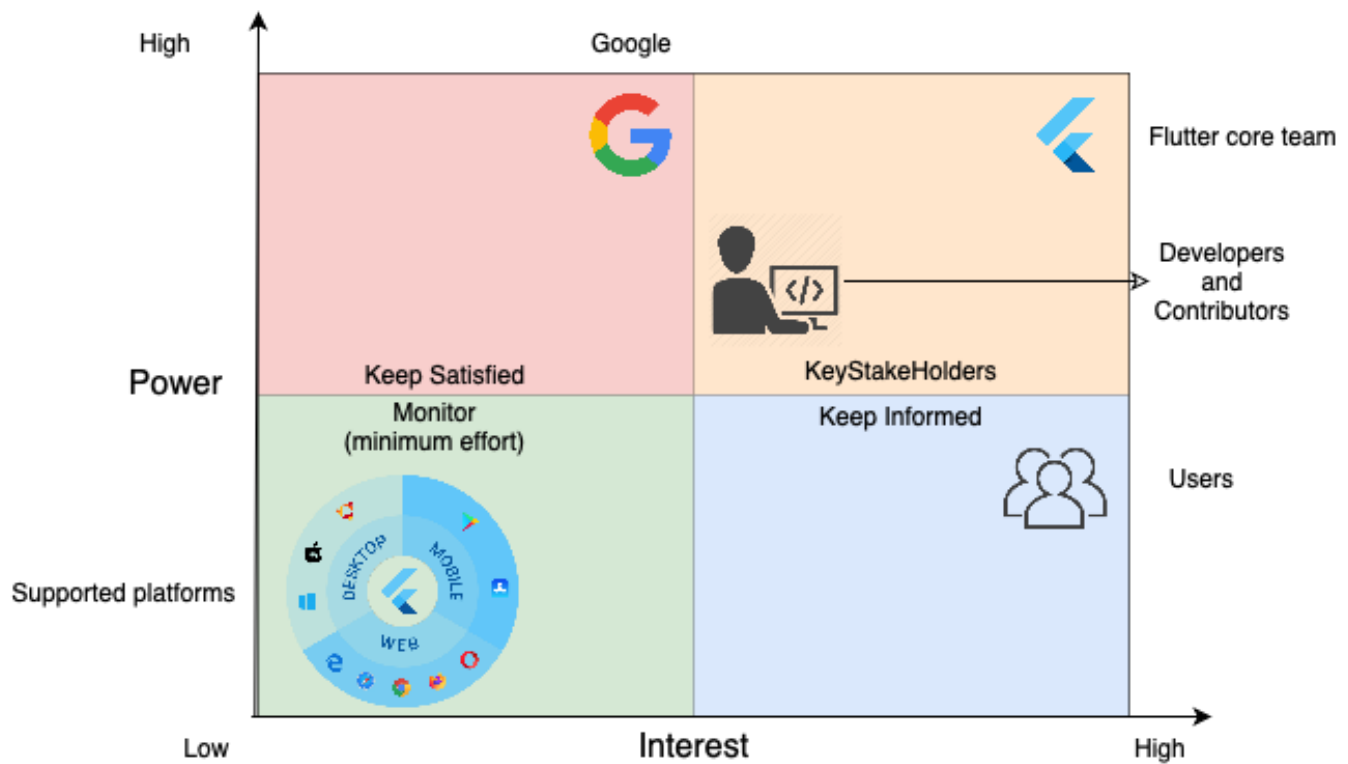 High
Google
Flutter core team
Developers
and
Contributors
Keep Satisfied
KeyStakeHolders
Power
Monitor
(minimum effort)
Keep Informed
Users
DESKTOP
MOBILE
WEB
Supported platforms
Low
Interest
High